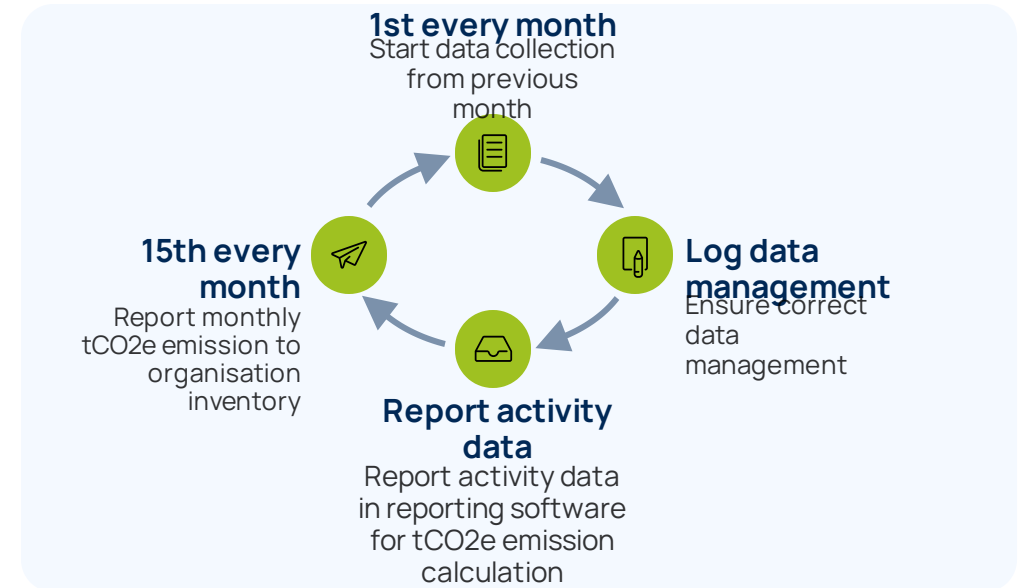 1st every month
Start data collection
from previous
month
Log data
management
Ensure correct
data
management
Report activity
data
Report activity data
in reporting software
for tCO2e emission
calculation
15th every
month
Report monthly
tCO2e emission to
organisation
inventory